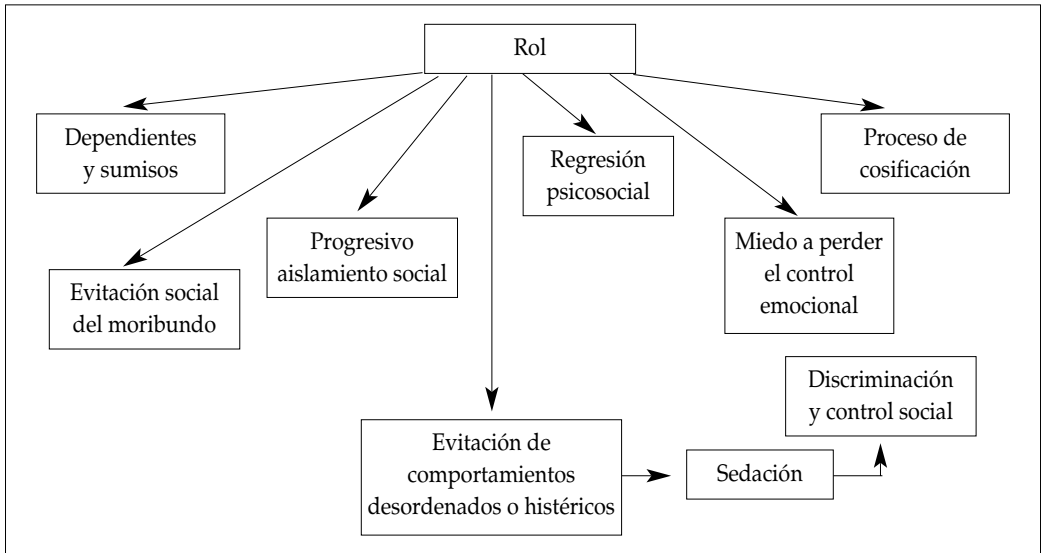 Rol
Dependientes
y sumisos
Regresión
psicosocial
Proceso de
cosificación
Progresivo
aislamiento social
Miedo a perder
el control
emocional
Evitación social
del moribundo
Discriminación
y control social
Evitación de
comportamientos
desordenados o histéricos
Sedación